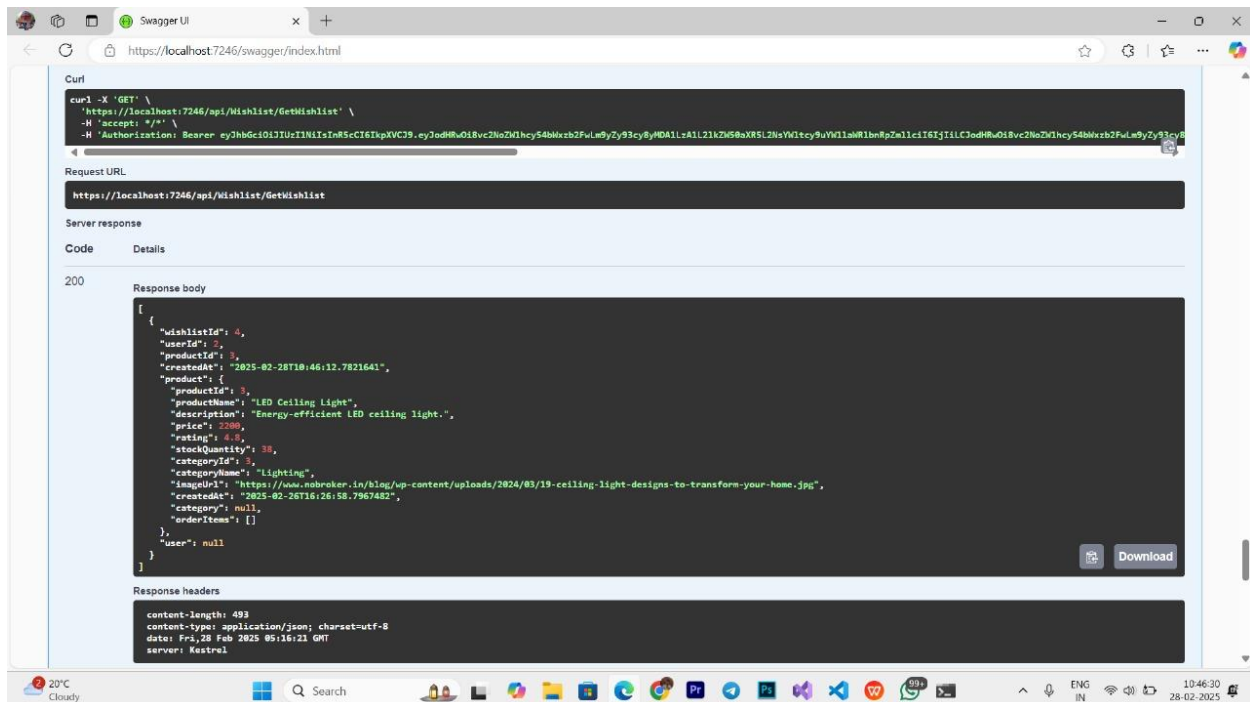 Swagger UI
https://localhost:7246/swagger/index.html
Curl
curl -X 'GET' \
'https://localhost:7246/api/Wishlist/GetWishlist' \
-H 'accept: */*' \
-H 'Authorization: Bearer
Request URL
https://localhost:7246/api/Wishlist/GetWishlist
Server response
Code Details
200
Response body
[
{
"wishlistId": 4,
"userId": 2,
"productId": 3,
"createdAt": "2025-02-28T10:46:12.7821641",
"product": {
"productId": 3,
"productName": "LED Ceiling Light",
"description": "Energy-efficient LED ceiling light.",
"price": 2200,
"rating": 4.8,
"stockQuantity": 38,
"categoryId": 3,
"categoryName": "Lighting",
"imageUrl": "https://www.nobroker.in/blog/wp-content/uploads/2024/03/19-ceiling-light-designs-to-transform-your-home.jpg",
"createdAt": "2025-02-26T16:26:58.7967482",
"category": null,
"orderItems": []
},
"user": null
}
]
Download
Response headers
content-length: 493
content-type: application/json; charset=utf-8
date: Fri,28 Feb 2025 05:16:21 GMT
server: Kestrel
2
20°C
Cloudy
Search
Pr
Ps
99+
ENG
IN
10:46:30
28-02-2025